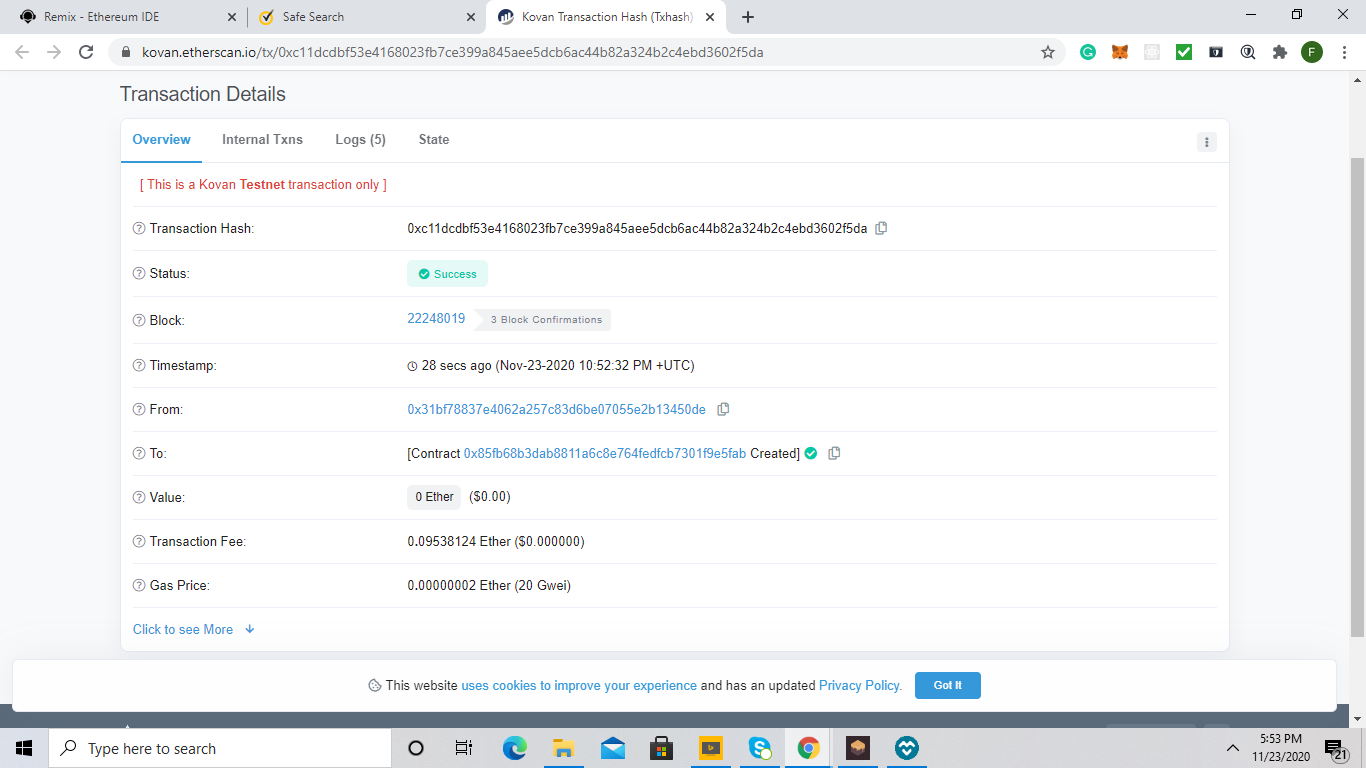 Remix - Ethereum IDE
Safe Search
Kovan Transaction Hash (Txhash)
kovan.etherscan.io/tx/0xc11dcdbf53e4168023fb7ce399a845aee5dcb6ac44b82a324b2c4ebd3602f5da
F
Transaction Details
Overview Internal Txns Logs (5) State
[ This is a Kovan Testnet transaction only ]
Transaction Hash: 0xc11dcdbf53e4168023fb7ce399a845aee5dcb6ac44b82a324b2c4ebd3602f5da
Status: Success
Block: 22248019 3 Block Confirmations
Timestamp: 28 secs ago (Nov-23-2020 10:52:32 PM +UTC)
From: 0x31bf78837e4062a257c83d6be07055e2b13450de
To: [Contract 0x85fb68b3dab8811a6c8e764fedfcb7301f9e5fab Created]
Value: 0 Ether ($0.00)
Transaction Fee: 0.09538124 Ether ($0.000000)
Gas Price: 0.00000002 Ether (20 Gwei)
Click to see More
This website uses cookies to improve your experience and has an updated Privacy Policy. Got It
Type here to search
5:53 PM
11/23/2020
21